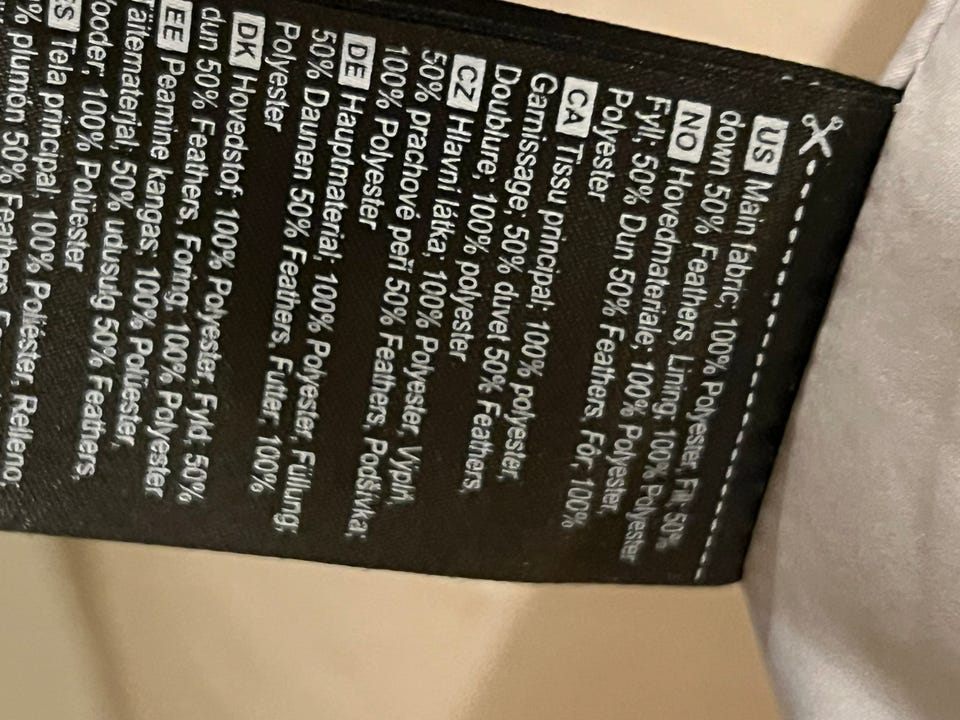 US Main fabric; 100% Polyester, Fill; 50%
down 50% Feathers, Lining; 100% Polyester
NO Hovedmateriale; 100% Polyester,
Fyll; 50% Dun 50% Feathers, Fôr; 100%
Polyester
CA Tissu principal; 100% polyester,
Garnissage; 50% duvet 50% Feathers,
Doublure; 100% polyester
CZ Hlavní látka; 100% Polyester, Výplň;
50% prachové peří 50% Feathers, Podšívka;
100% Polyester
DE Hauptmaterial; 100% Polyester, Füllung;
50% Daunen 50% Feathers, Futter; 100%
Polyester
DK Hovedstof; 100% Polyester, Fyld; 50%
dun 50% Feathers, Foring; 100% Polyester
EE Peamine kangas; 100% Polüester,
Täitematerjal; 50% udusulg 50% Feathers,
Vooder; 100% Polüester
ES Tela principal; 100% Poliéster, Relleno;
plumón 50% Feathers,